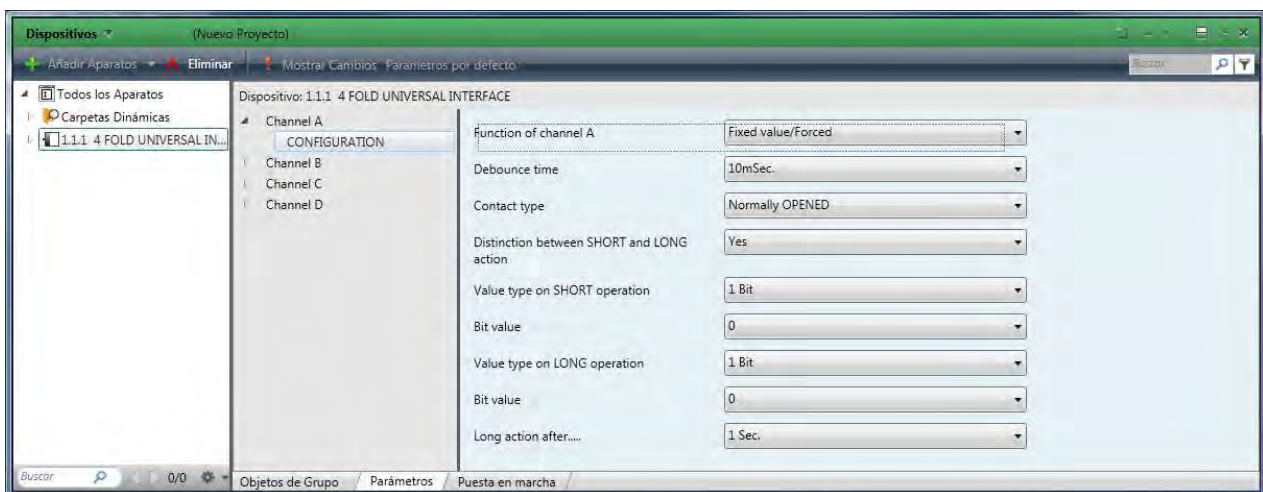 Dispositivos (Nuevo Proyecto)
Añadir Aparatos Eliminar Mostrar Cambios Parametros por defecto Buscar
Todos los Aparatos
Carpetas Dinámicas
1.1.1 4 FOLD UNIVERSAL IN...
Dispositivo: 1.1.1 4 FOLD UNIVERSAL INTERFACE
Channel A
CONFIGURATION
Channel B
Channel C
Channel D
Function of channel A Fixed value/Forced
Debounce time 10mSec.
Contact type Normally OPENED
Distinction between SHORT and LONG
action Yes
Value type on SHORT operation 1 Bit
Bit value 0
Value type on LONG operation 1 Bit
Bit value 0
Long action after..... 1 Sec.
Buscar 0/0
Objetos de Grupo Parámetros Puesta en marcha